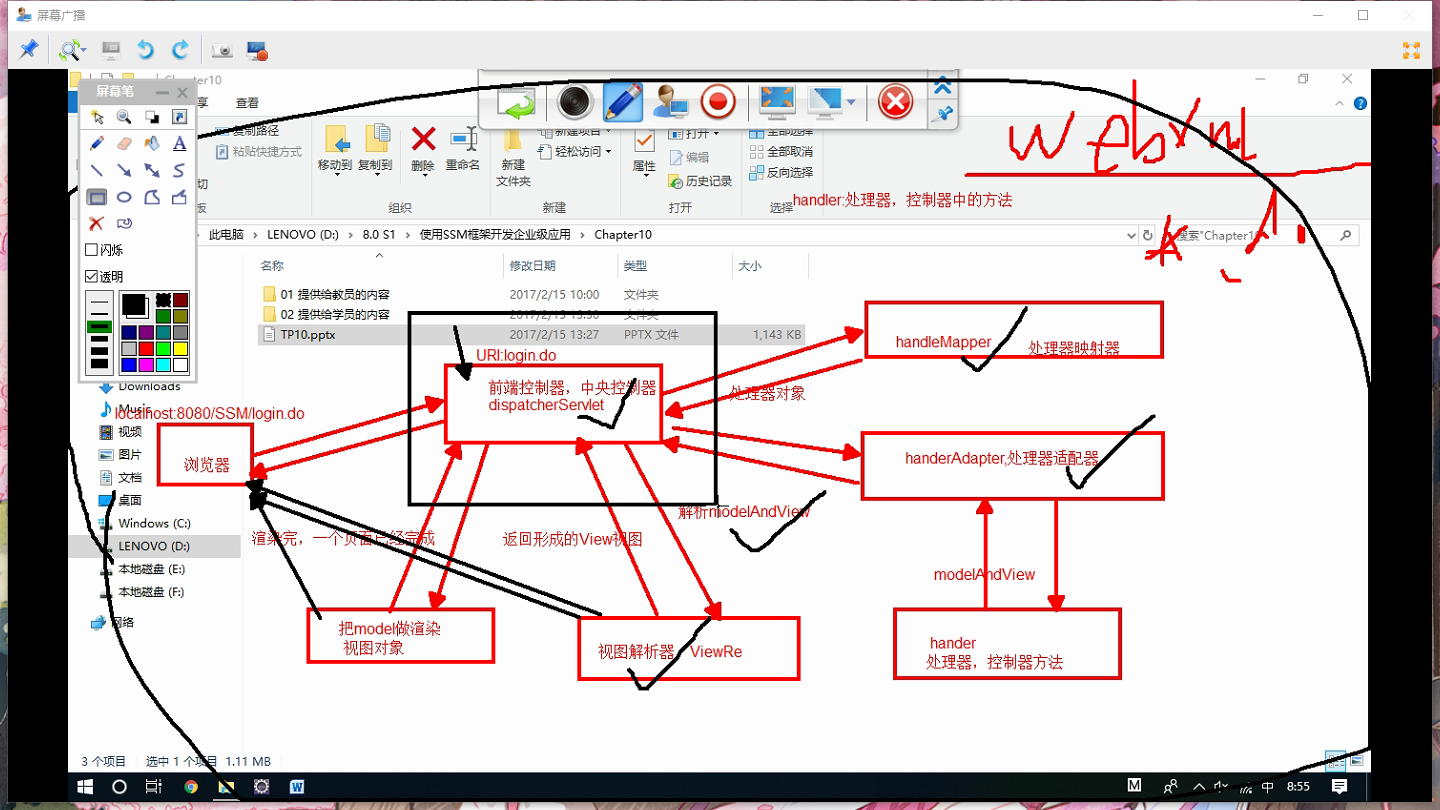 屏幕广播
Chapter10
屏幕笔
享
查看
复制路径
粘贴快捷方式
切
板
移动到
复制到
删除
重命名
组织
新建
文件夹
新建项目
轻松访问
新建
属性
打开
编辑
历史记录
打开
全部选择
全部取消
反向选择
选择
webxml
handler:处理器，控制器中的方法
闪烁
透明
此电脑 > LENOVO (D:) > 8.0 S1 > 使用SSM框架开发企业级应用 > Chapter10
搜索"Chapter10"
名称
修改日期
类型
大小
01 提供给教员的内容
2017/2/15 10:00
文件夹
02 提供给学员的内容
文件夹
TP10.pptx
2017/2/15 13:27
PPTX 文件
1,143 KB
Downloads
Music
视频
图片
文档
桌面
Windows (C:)
LENOVO (D:)
本地磁盘 (E:)
本地磁盘 (F:)
网络
URI:login.do
前端控制器，中央控制器
dispatcherServlet
handleMapper
处理器映射器
处理器对象
localhost:8080/SSM/login.do
浏览器
handerAdapter,处理器适配器
解析modelAndView
渲染完，一个页面已经完成
返回形成的View视图
modelAndView
把model做渲染
视图对象
视图解析器
ViewRe
hander
处理器，控制器方法
3 个项目
选中 1 个项目 1.11 MB
M
中
8:55